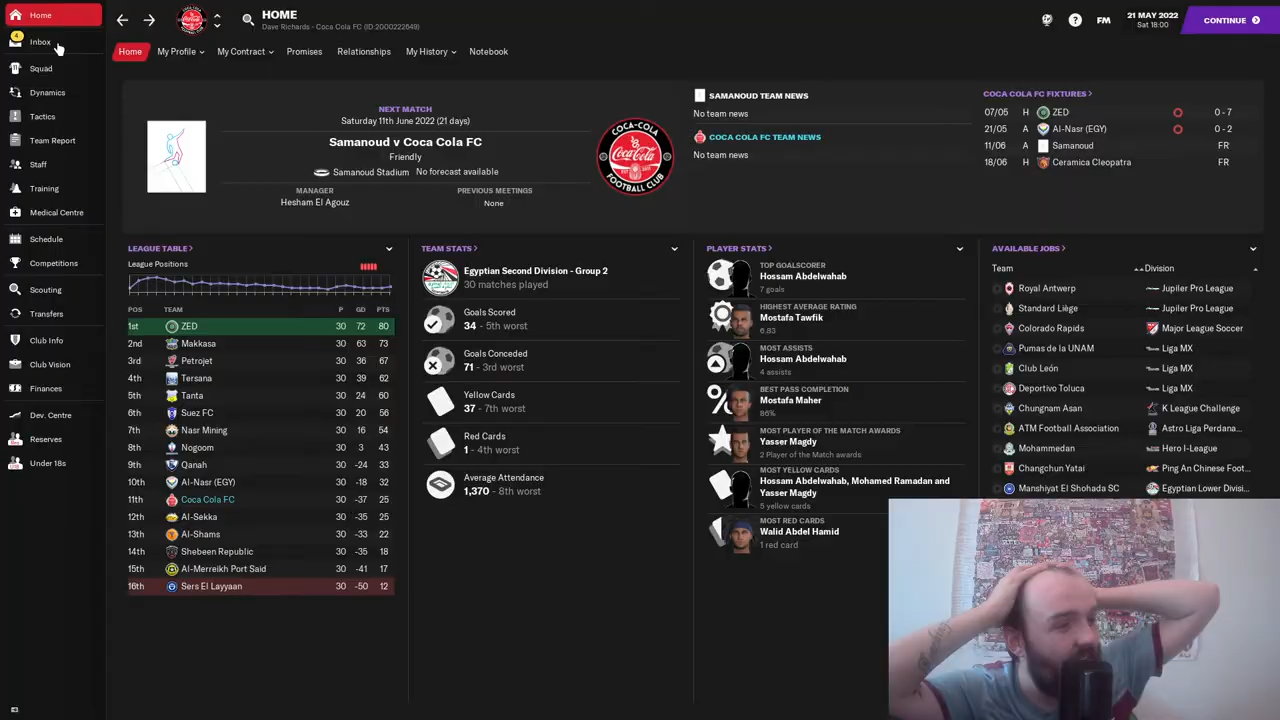 Home
4
Inbox
Squad
Dynamics
Tactics
Team Report
Staff
Training
Medical Centre
Schedule
Competitions
Scouting
Transfers
Club Info
Club Vision
Finances
Dev. Centre
Reserves
Under 18s
HOME
Dave Richards - Coca Cola FC (ID:2000222649)
FM
21 MAY 2022
Sat 18:00
CONTINUE
Home
My Profile
My Contract
Promises
Relationships
My History
Notebook
NEXT MATCH
Saturday 11th June 2022 (21 days)
Samanoud v Coca Cola FC
Friendly
Samanoud Stadium No forecast available
MANAGER
Hesham El Agouz
PREVIOUS MEETINGS
None
COCA-COLA
FOOTBALL CLUB
SAMANOUD TEAM NEWS
No team news
COCA COLA FC TEAM NEWS
No team news
COCA COLA FC FIXTURES
07/05 H ZED 0 - 7
21/05 A Al-Nasr (EGY) 0 - 2
11/06 A Samanoud FR
18/06 H Ceramica Cleopatra FR
LEAGUE TABLE
League Positions
POS TEAM P GD PTS
1st ZED 30 72 80
2nd Makkasa 30 63 73
3rd Petrojet 30 36 67
4th Tersana 30 39 62
5th Tanta 30 24 60
6th Suez FC 30 20 56
7th Nasr Mining 30 16 54
8th Nogoom 30 3 43
9th Qanah 30 -24 33
10th Al-Nasr (EGY) 30 -18 32
11th Coca Cola FC 30 -37 25
12th Al-Sekka 30 -35 25
13th Al-Shams 30 -33 22
14th Shebeen Republic 30 -35 18
15th Al-Merreikh Port Said 30 -41 17
16th Sers El Layyaan 30 -50 12
TEAM STATS
Egyptian Second Division - Group 2
30 matches played
Goals Scored
34 - 5th worst
Goals Conceded
71 - 3rd worst
Yellow Cards
37 - 7th worst
Red Cards
1 - 4th worst
Average Attendance
1,370 - 8th worst
PLAYER STATS
TOP GOALSCORER
Hossam Abdelwahab
7 goals
HIGHEST AVERAGE RATING
Mostafa Tawfik
6.83
MOST ASSISTS
Hossam Abdelwahab
4 assists
BEST PASS COMPLETION
Mostafa Maher
86%
MOST PLAYER OF THE MATCH AWARDS
Yasser Magdy
2 Player of The Match awards
MOST YELLOW CARDS
Hossam Abdelwahab, Mohamed Ramadan and
Yasser Magdy
5 yellow cards
MOST RED CARDS
Walid Abdel Hamid
1 red card
AVAILABLE JOBS
Team Division
Royal Antwerp Jupiler Pro League
Standard Liège Jupiler Pro League
Colorado Rapids Major League Soccer
Pumas de la UNAM Liga MX
Club León Liga MX
Deportivo Toluca Liga MX
Chungnam Asan K League Challenge
ATM Football Association Astro Liga Perdana...
Mohammedan Hero I-League
Changchun Yatai Ping An Chinese Foot...
Manshiyat El Shohada SC Egyptian Lower Divisi...